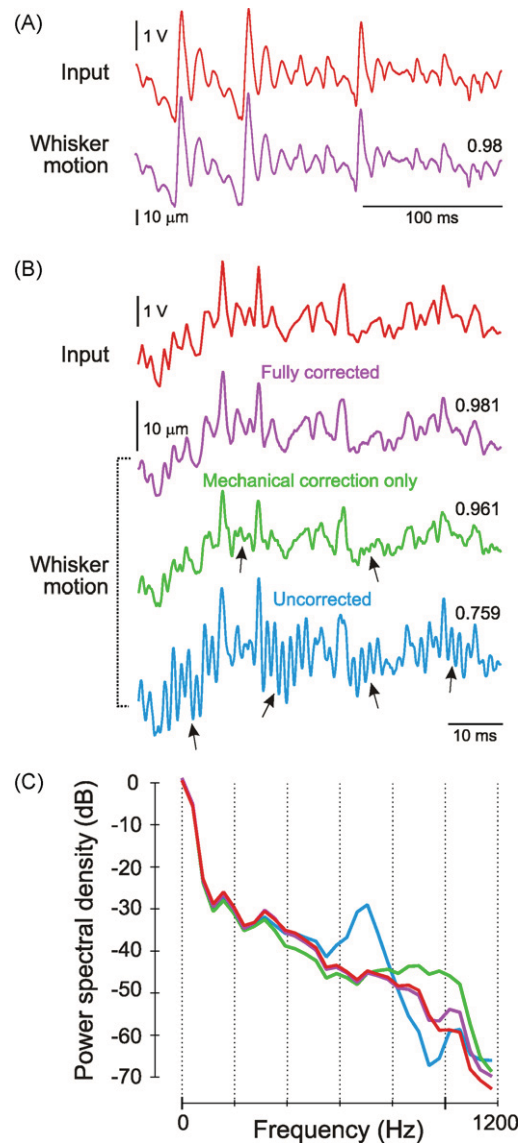 (A)
1 V
Input
Whisker
motion
0.98
10 μm
100 ms
(B)
1 V
Input
Fully corrected
0.981
10 μm
Mechanical correction only
0.961
Whisker
motion
Uncorrected
0.759
10 ms
(C)
Power spectral density (dB)
0
-10
-20
-30
-40
-50
-60
-70
0
1200
Frequency (Hz)